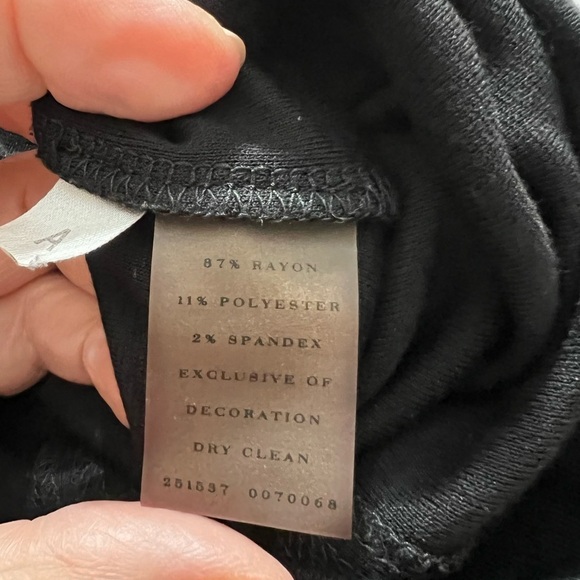 87% RAYON
11% POLYESTER
2% SPANDEX
EXCLUSIVE OF
DECORATION
DRY CLEAN
251537 0070068
A